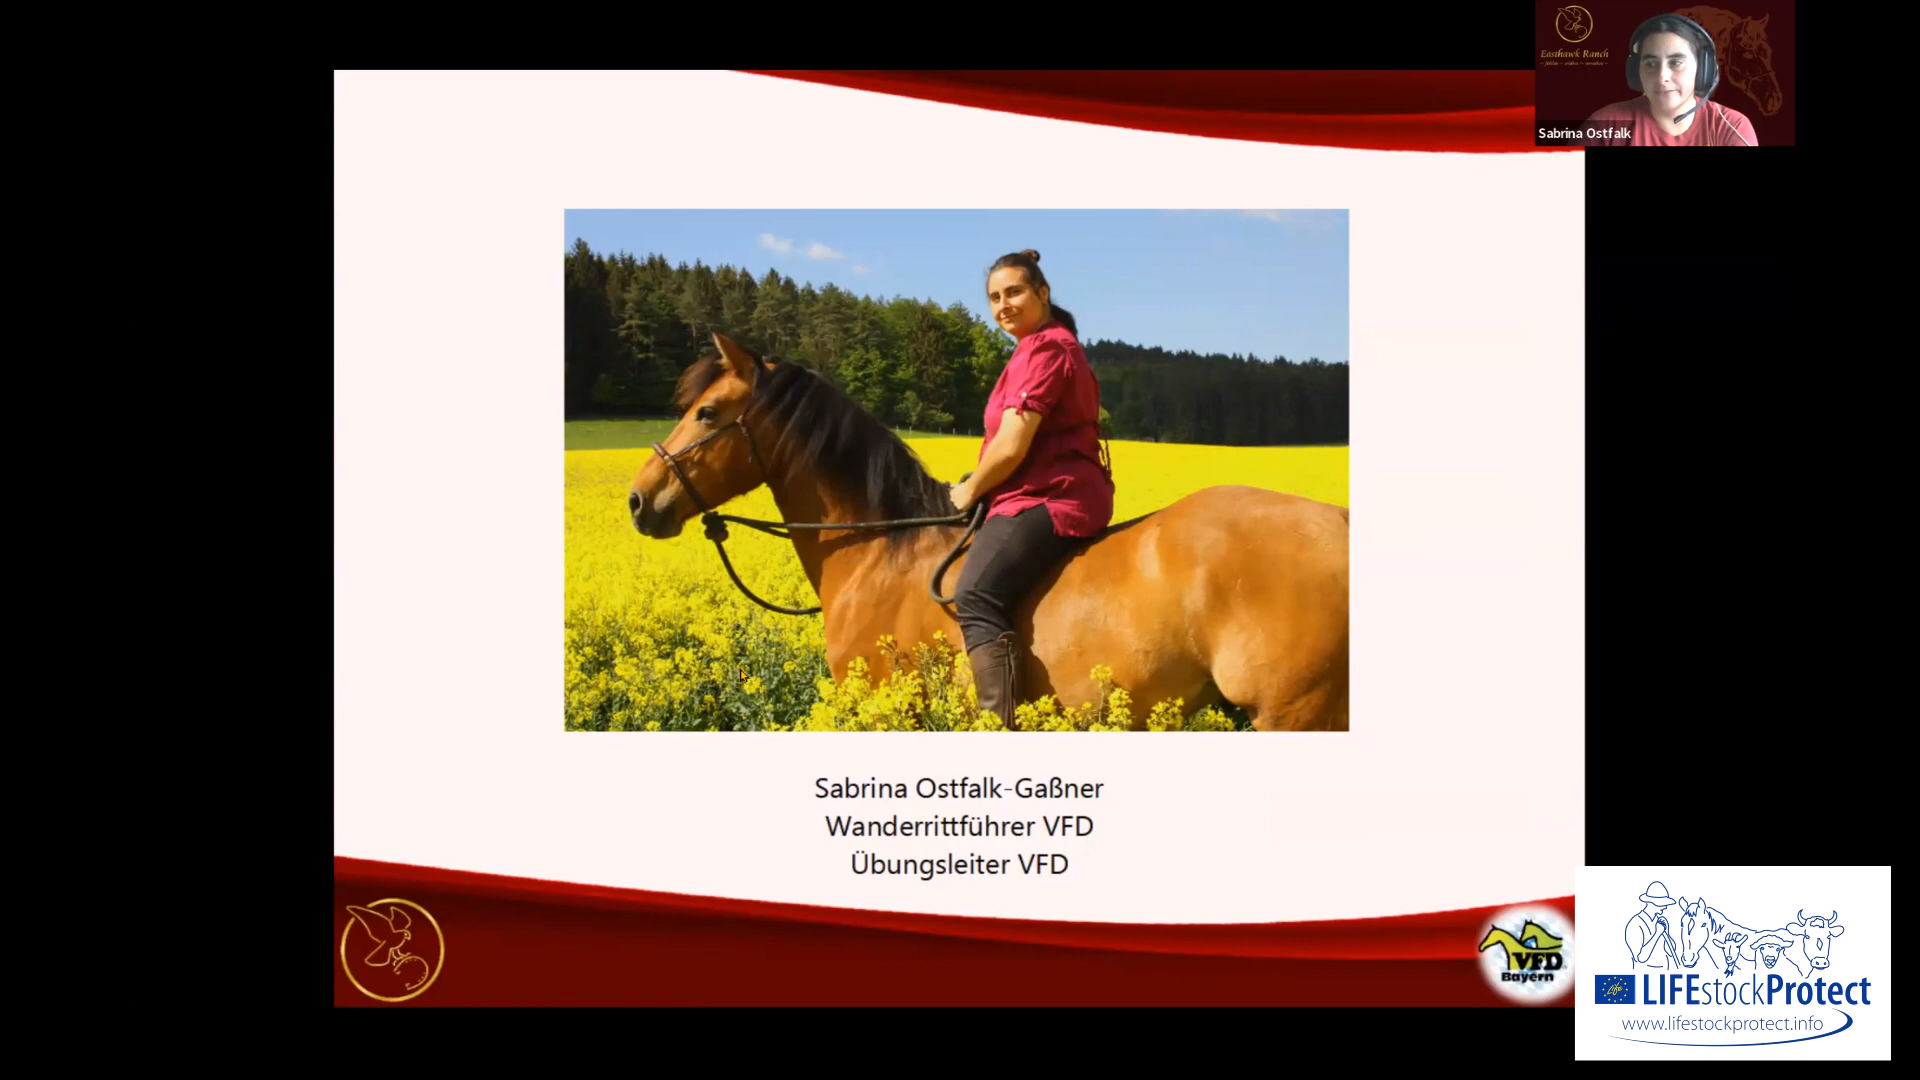 Easthawk Ranch
Sabrina Ostfalk
Sabrina Ostfalk-Gaßner
Wanderrittführer VFD
Übungsleiter VFD
VFD
Bayern
LIFEstockProtect
www.lifestockprotect.info